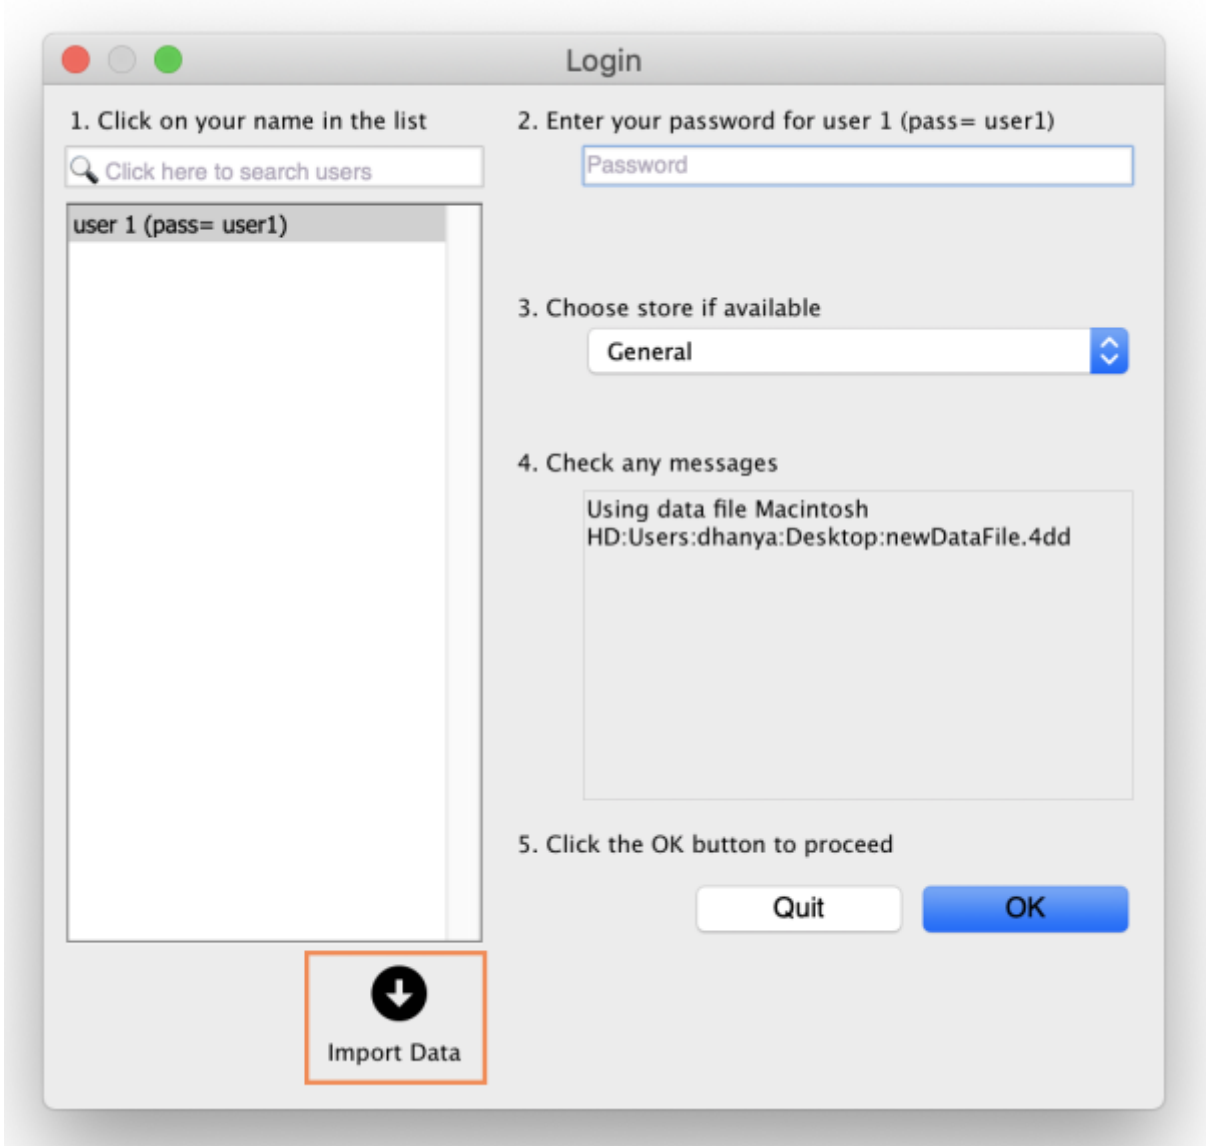 Login
1. Click on your name in the list
Click here to search users
user 1 (pass= user1)
Import Data
2. Enter your password for user 1 (pass= user1)
Password
3. Choose store if available
General
4. Check any messages
Using data file Macintosh
HD:Users:dhanya:Desktop:newDataFile.4dd
5. Click the OK button to proceed
Quit
OK